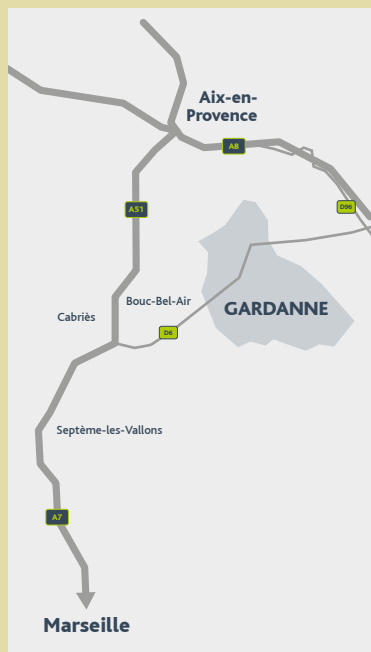 Aix-en-
Provence
A8
D96
A51
Bouc-Bel-Air
GARDANNE
Cabriès
D6
Septème-les-Vallons
A7
Marseille